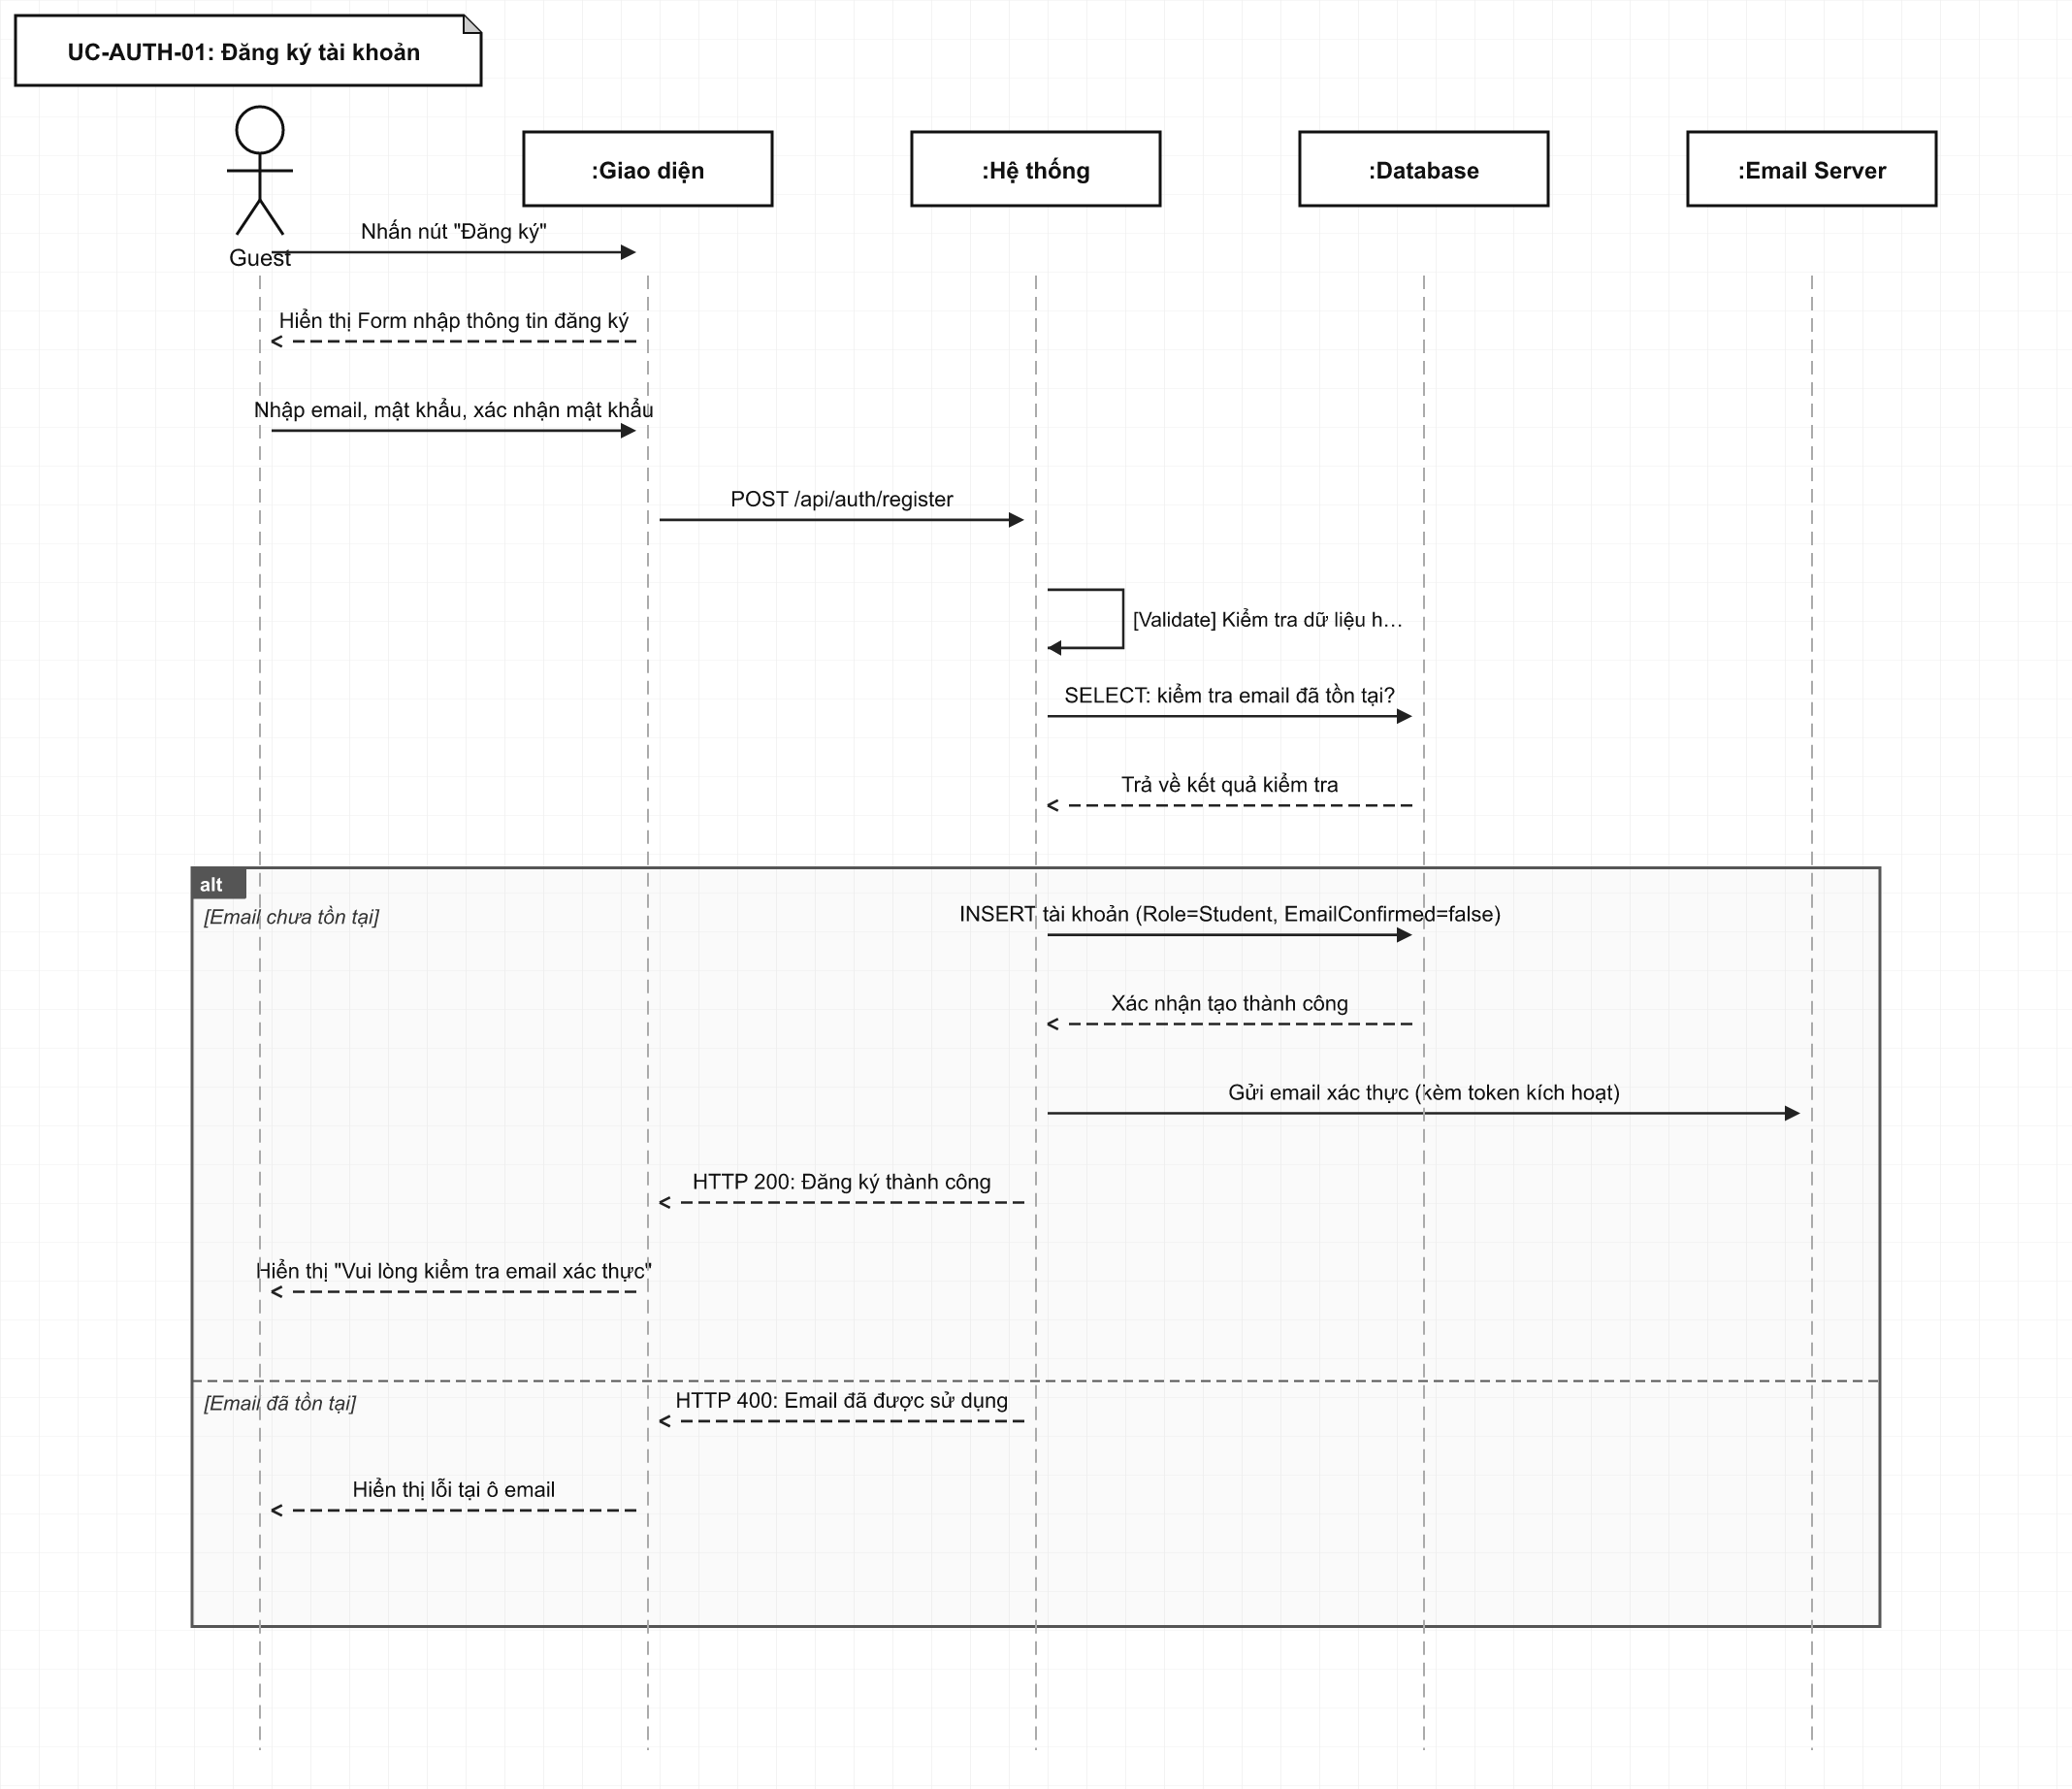 UC-AUTH-01: Đăng ký tài khoản
:Giao diện
:Hệ thống
:Database
:Email Server
Guest
Nhấn nút "Đăng ký"
Hiển thị Form nhập thông tin đăng ký
Nhập email, mật khẩu, xác nhận mật khẩu
POST /api/auth/register
[Validate] Kiểm tra dữ liệu h…
SELECT: kiểm tra email đã tồn tại?
Trả về kết quả kiểm tra
alt
[Email chưa tồn tại]
INSERT tài khoản (Role=Student, EmailConfirmed=false)
Xác nhận tạo thành công
Gửi email xác thực (kèm token kích hoạt)
HTTP 200: Đăng ký thành công
Hiển thị "Vui lòng kiểm tra email xác thực"
[Email đã tồn tại]
HTTP 400: Email đã được sử dụng
Hiển thị lỗi tại ô email